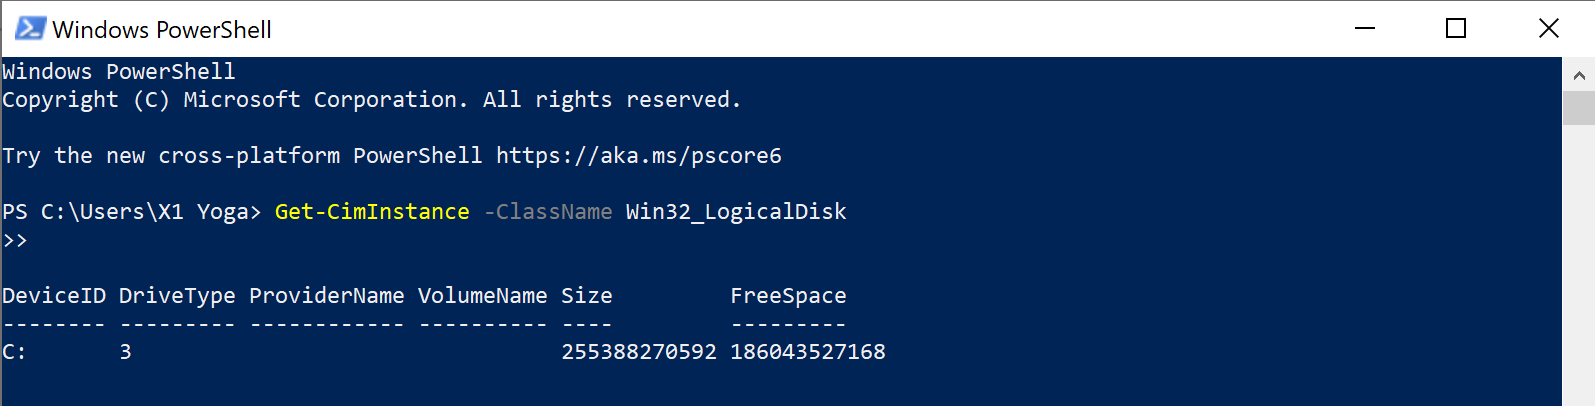 Windows PowerShell
Windows PowerShell
Copyright (C) Microsoft Corporation. All rights reserved.
Try the new cross-platform PowerShell https://aka.ms/pscore6
PS C:\Users\X1 Yoga> Get-CimInstance -ClassName Win32_LogicalDisk
>>
DeviceID DriveType ProviderName VolumeName Size         FreeSpace
-------- --------- ------------ ---------- ----         ---------
C:       3                                 255388270592 186043527168